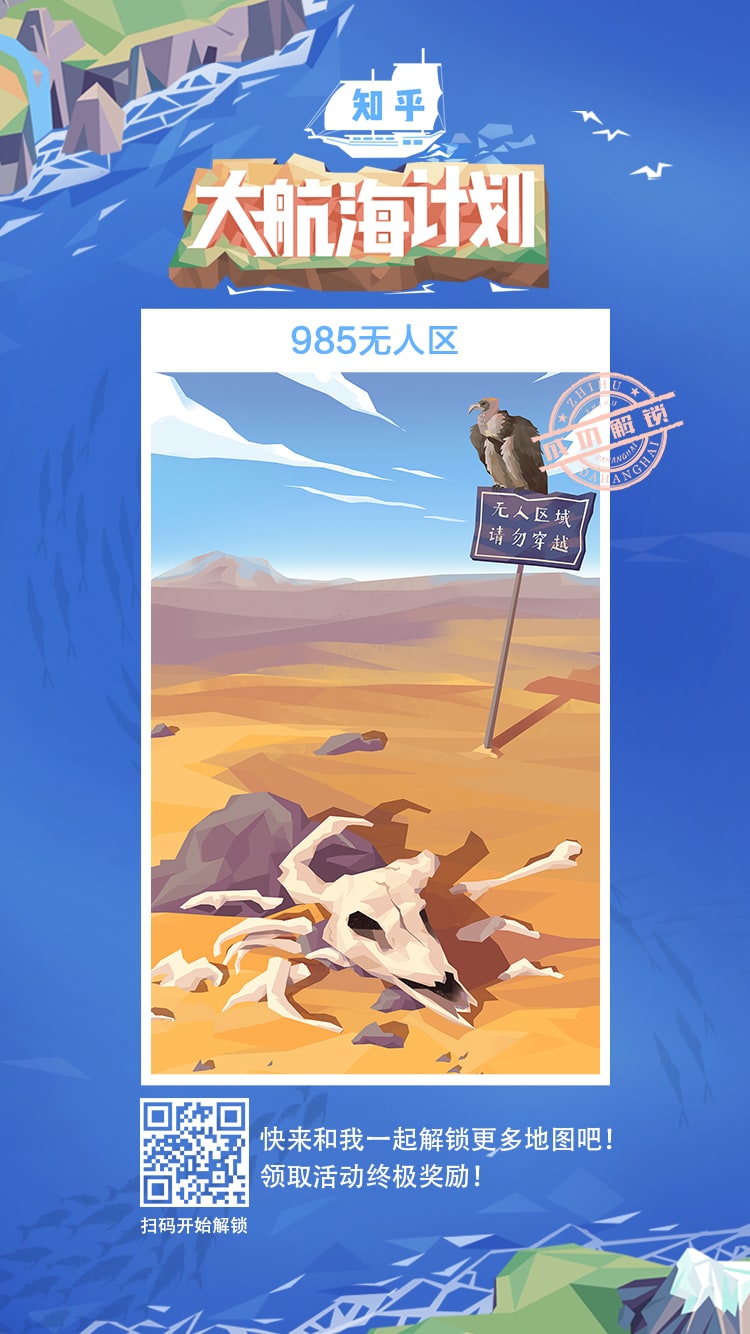 知乎
大航海计划
985无人区
ZHIHU
成功解锁
DAHANGHAI
无人区域
请勿穿越
快来和我一起解锁更多地图吧！
领取活动终极奖励！
扫码开始解锁